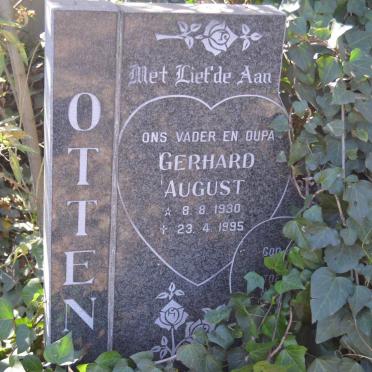 OTTEN
Met Liefde Aan
ONS VADER EN OUPA
GERHARD
AUGUST
✰ 8. 8. 1930
✝ 23. 4. 1995